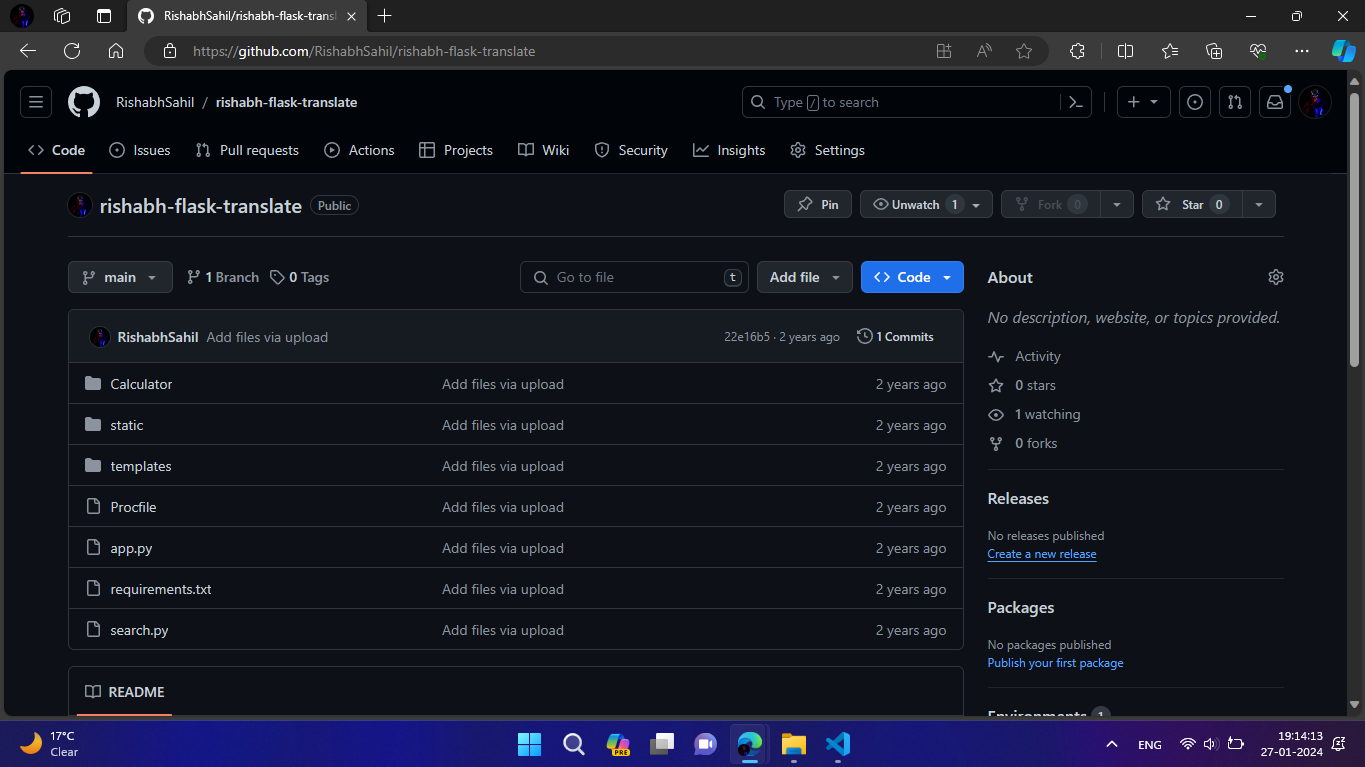 RishabhSahil/rishabh-flask-transl
https://github.com/RishabhSahil/rishabh-flask-translate
RishabhSahil / rishabh-flask-translate
Type / to search
Code Issues Pull requests Actions Projects Wiki Security Insights Settings
rishabh-flask-translate Public
Pin Unwatch 1 Fork 0 Star 0
main 1 Branch 0 Tags
Go to file t Add file Code
RishabhSahil Add files via upload 22e16b5 · 2 years ago 1 Commits
Calculator Add files via upload 2 years ago
static Add files via upload 2 years ago
templates Add files via upload 2 years ago
Procfile Add files via upload 2 years ago
app.py Add files via upload 2 years ago
requirements.txt Add files via upload 2 years ago
search.py Add files via upload 2 years ago
README
About
No description, website, or topics provided.
Activity
0 stars
1 watching
0 forks
Releases
No releases published
Create a new release
Packages
No packages published
Publish your first package
Environments 1
17°C
Clear
PRE
ENG
19:14:13
27-01-2024